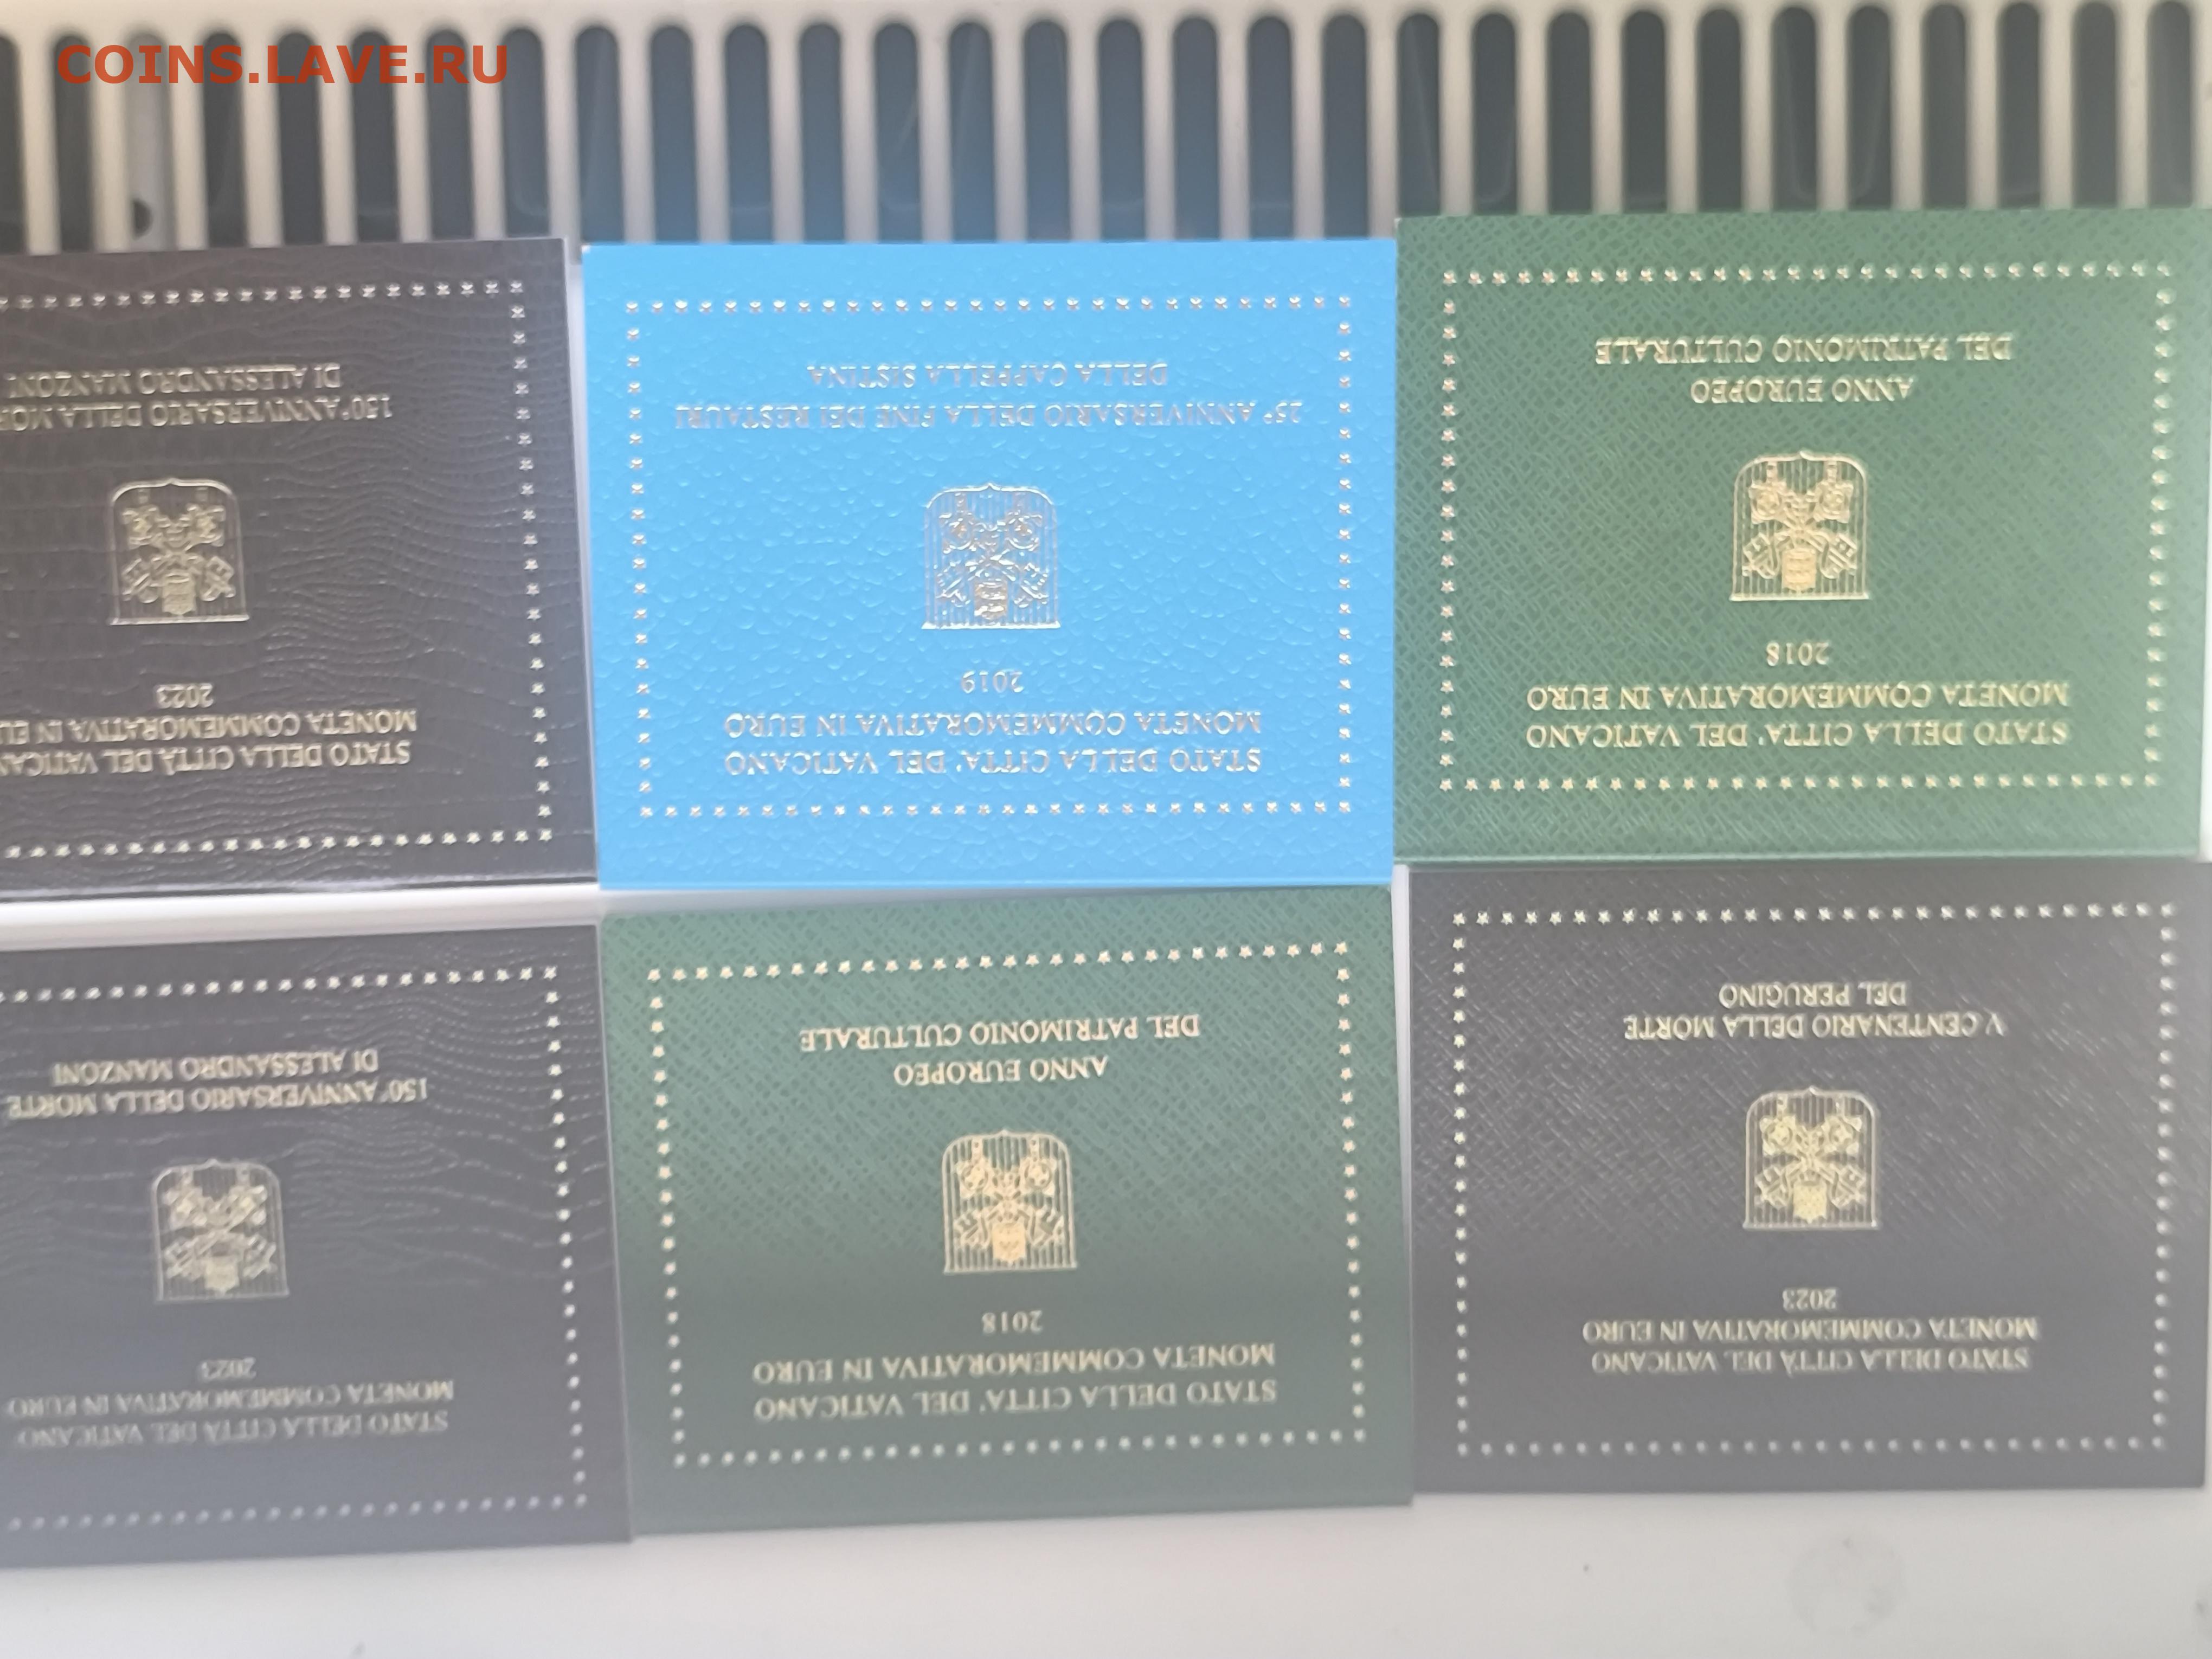 COINS.LAVE.RU
STATO DELLA CITTÀ DEL VATICAN
MONETA COMMEMORATIVA IN EU
2023
150° ANNIVERSARIO DELLA MOR
DI ALESSANDRO MANZONI
STATO DELLA CITTA' DEL VATICANO
MONETA COMMEMORATIVA IN EURO
2019
25° ANNIVERSARIO DELLA FINE DEI RESTAURI
DELLA CAPPELLA SISTINA
STATO DELLA CITTA' DEL VATICANO
MONETA COMMEMORATIVA IN EURO
2018
ANNO EUROPEO
DEL PATRIMONIO CULTURALE
STATO DELLA CITTÀ DEL VATICANO
MONETA COMMEMORATIVA IN EURO
2023
150° ANNIVERSARIO DELLA MORTE
DI ALESSANDRO MANZONI
STATO DELLA CITTA' DEL VATICANO
MONETA COMMEMORATIVA IN EURO
2018
ANNO EUROPEO
DEL PATRIMONIO CULTURALE
STATO DELLA CITTÀ DEL VATICANO
MONETA COMMEMORATIVA IN EURO
2023
V CENTENARIO DELLA MORTE
DEL PERUGINO